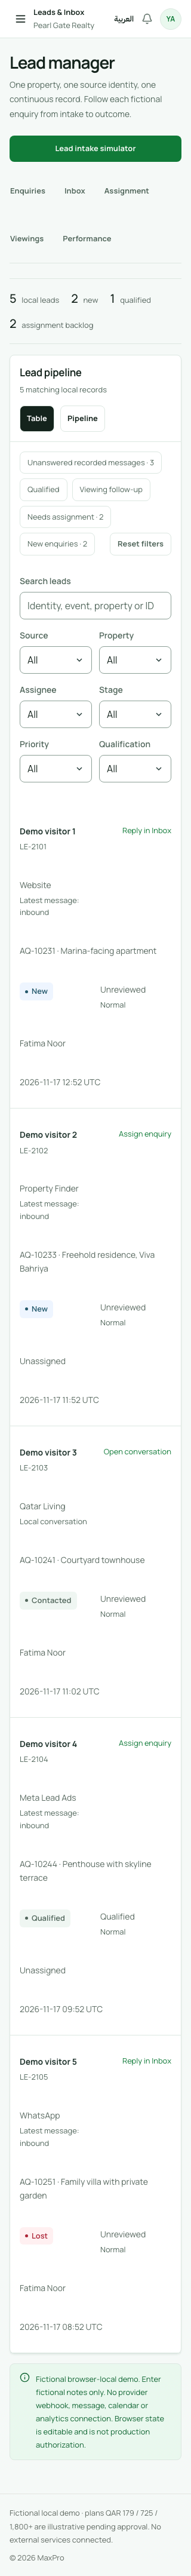 Leads & Inbox
Pearl Gate Realty
العربية
YA
Lead manager
One property, one source identity, one
continuous record. Follow each fictional
enquiry from intake to outcome.
Lead intake simulator
Enquiries Inbox Assignment
Viewings Performance
5 local leads 2 new 1 qualified
2 assignment backlog
Lead pipeline
5 matching local records
Table Pipeline
Unanswered recorded messages · 3
Qualified Viewing follow-up
Needs assignment · 2
New enquiries · 2 Reset filters
Search leads
Identity, event, property or ID
Source Property
All All
Assignee Stage
All All
Priority Qualification
All All
Demo visitor 1 Reply in Inbox
LE-2101
Website
Latest message:
inbound
AQ-10231 · Marina-facing apartment
New Unreviewed
Normal
Fatima Noor
2026-11-17 12:52 UTC
Demo visitor 2 Assign enquiry
LE-2102
Property Finder
Latest message:
inbound
AQ-10233 · Freehold residence, Viva
Bahriya
New Unreviewed
Normal
Unassigned
2026-11-17 11:52 UTC
Demo visitor 3 Open conversation
LE-2103
Qatar Living
Local conversation
AQ-10241 · Courtyard townhouse
Contacted Unreviewed
Normal
Fatima Noor
2026-11-17 11:02 UTC
Demo visitor 4 Assign enquiry
LE-2104
Meta Lead Ads
Latest message:
inbound
AQ-10244 · Penthouse with skyline
terrace
Qualified Qualified
Normal
Unassigned
2026-11-17 09:52 UTC
Demo visitor 5 Reply in Inbox
LE-2105
WhatsApp
Latest message:
inbound
AQ-10251 · Family villa with private
garden
Lost Unreviewed
Normal
Fatima Noor
2026-11-17 08:52 UTC
Fictional browser-local demo. Enter
fictional notes only. No provider
webhook, message, calendar or
analytics connection. Browser state
is editable and is not production
authorization.
Fictional local demo · plans QAR 179 / 725 /
1,800+ are illustrative pending approval. No
external services connected.
© 2026 MaxPro